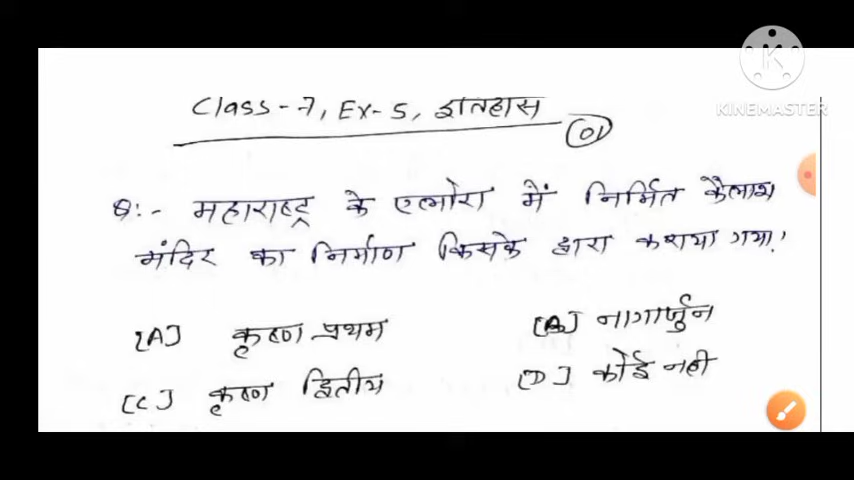 KINEMASTER
Class-7, Ex-5, इतिहास
01
Q:- महाराष्ट्र के एलोरा में निर्मित कैलाश
मंदिर का निर्माण किसके द्वारा कराया गया?
[A] कृष्ण प्रथम [B] नागार्जुन
[C] कृष्ण द्वितीय [D] कोई नही